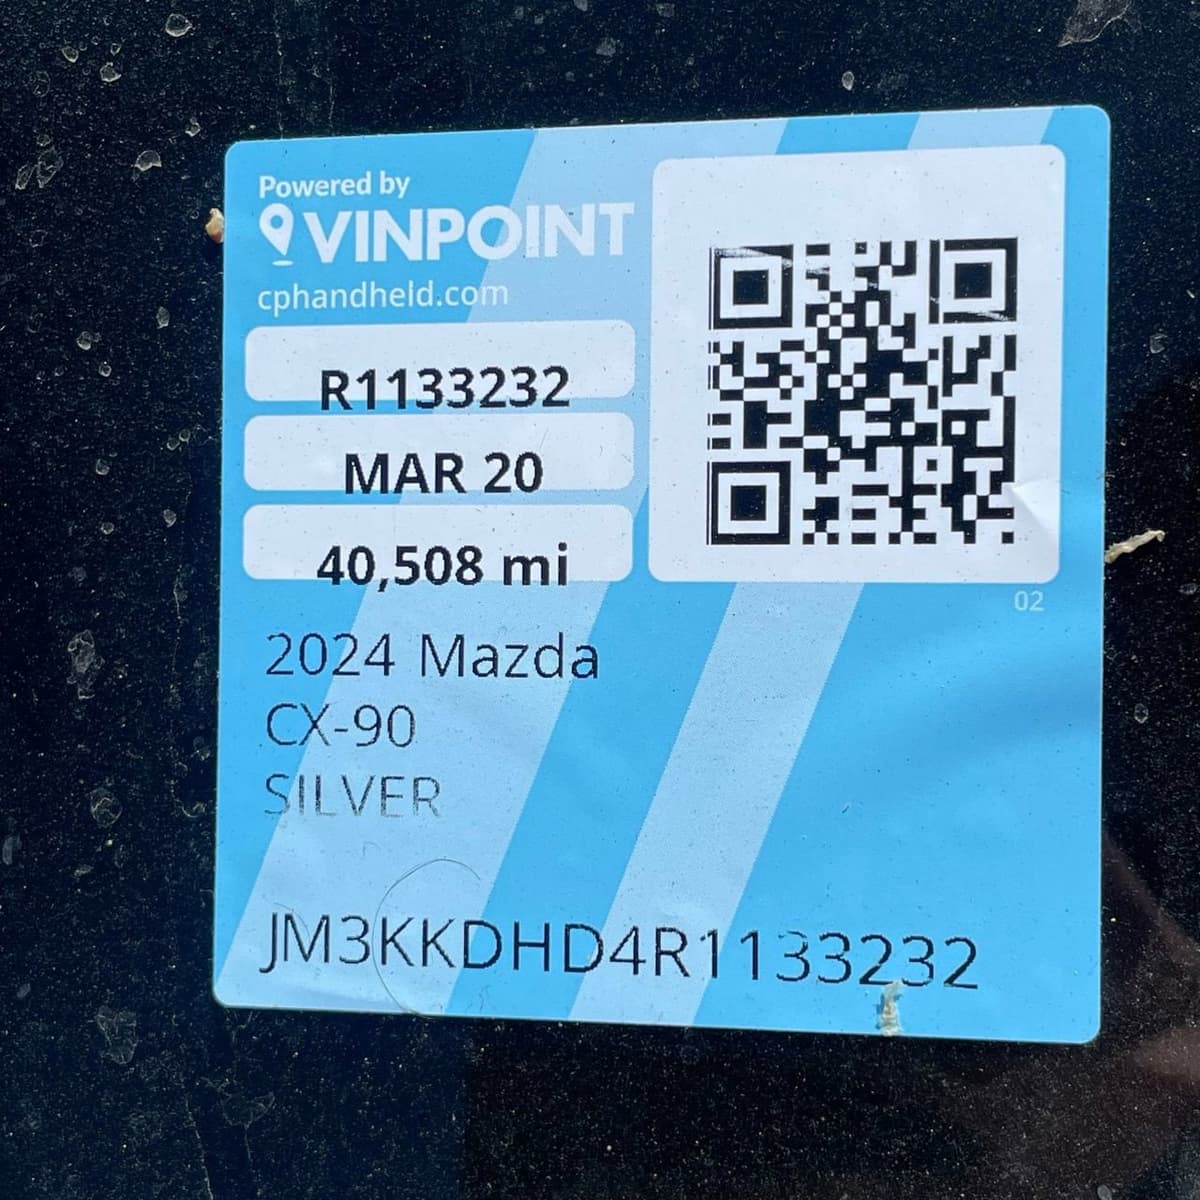 Powered by
VINPOINT
cphandheld.com
R1133232
MAR 20
40,508 mi
02
2024 Mazda
CX-90
SILVER
JM3KKDHD4R1133232